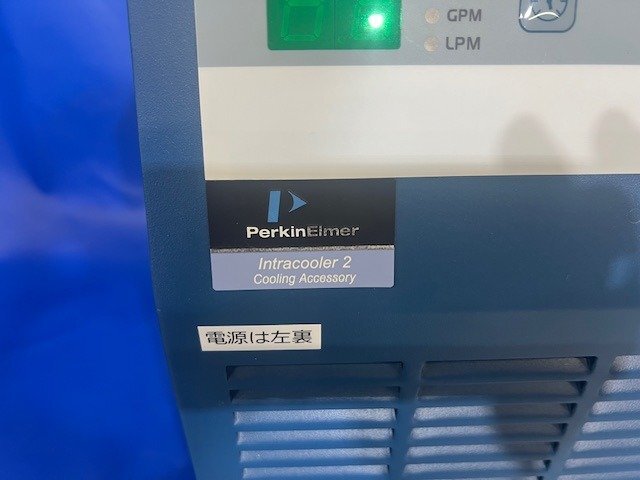 GPM
LPM
PerkinElmer
Intracooler 2
Cooling Accessory
電源は左裏